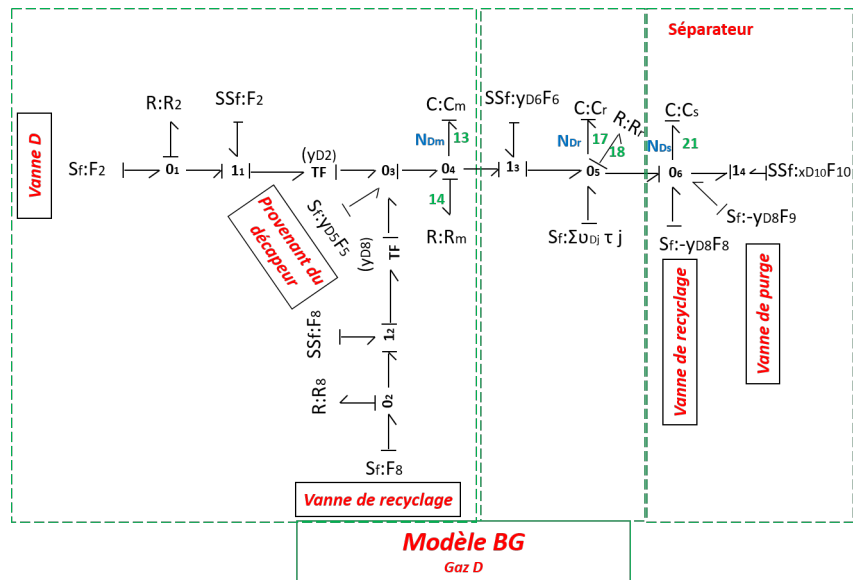 Séparateur
Vanne D
R:R2
SSf:F2
C:Cm
SSf:yD6F6
C:Cr
R:Rr
C:Cs
NDm
13
NDr
17
18
NDs
21
(yD2)
Sf:F2
01
11
TF
03
04
13
05
06
14
SSf:xD10F10
14
R:Rm
Sf:yD5F5
Provenant du
décapeur
(yD8)
TF
Sf:ΣυDj τ j
Sf:-yD8F9
Sf:-yD8F8
SSf:F8
12
R:R8
02
Sf:F8
Vanne de recyclage
Vanne de purge
Vanne de recyclage
Modèle BG
Gaz D